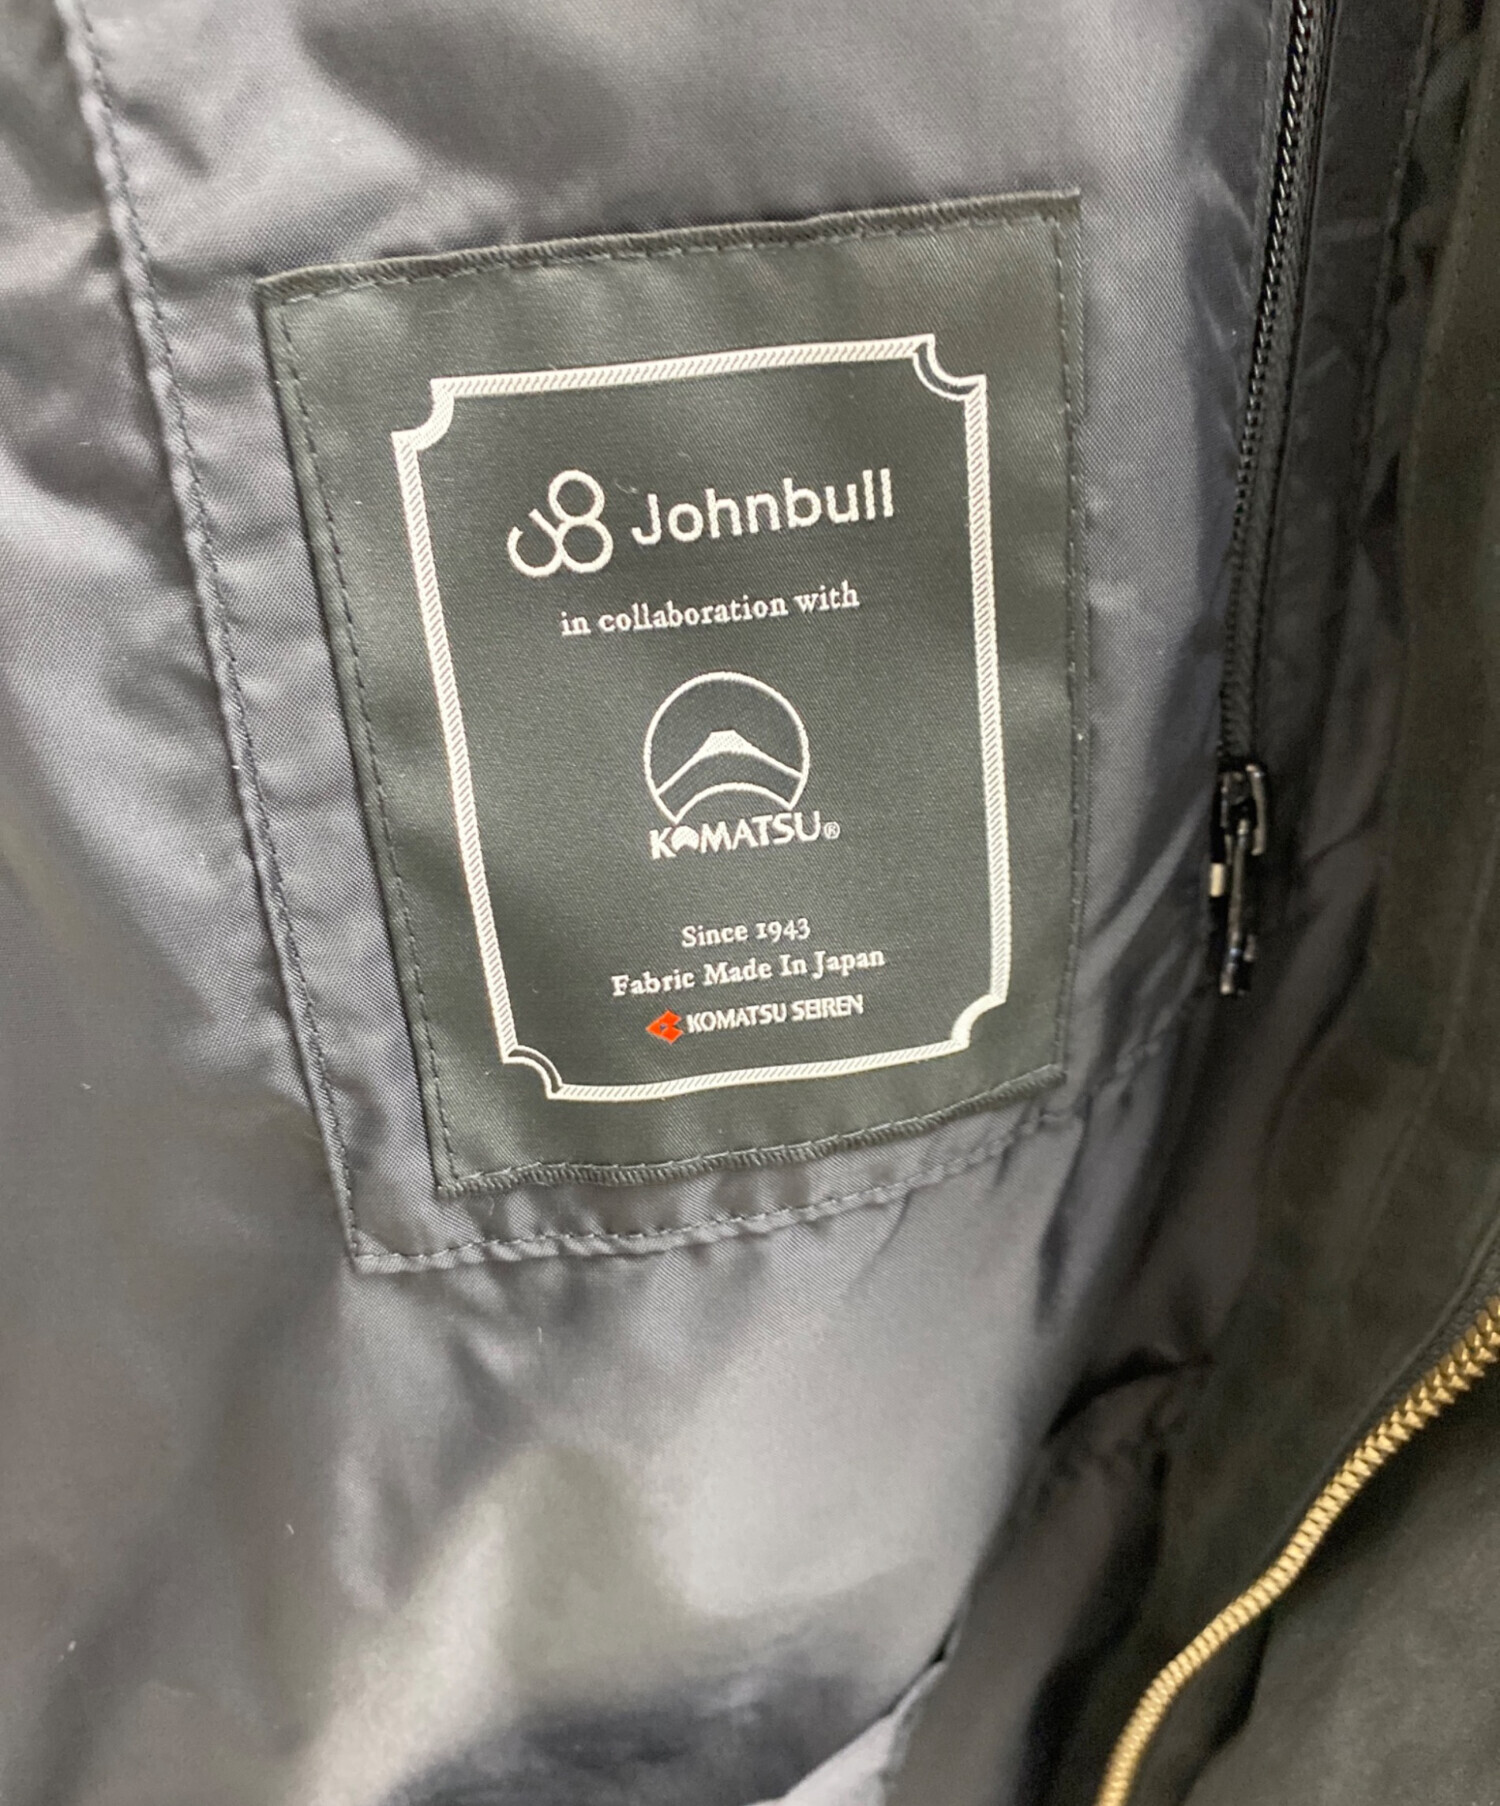 Johnbull
in collaboration with
KOMATSU®
Since 1943
Fabric Made In Japan
KOMATSU SEIREN